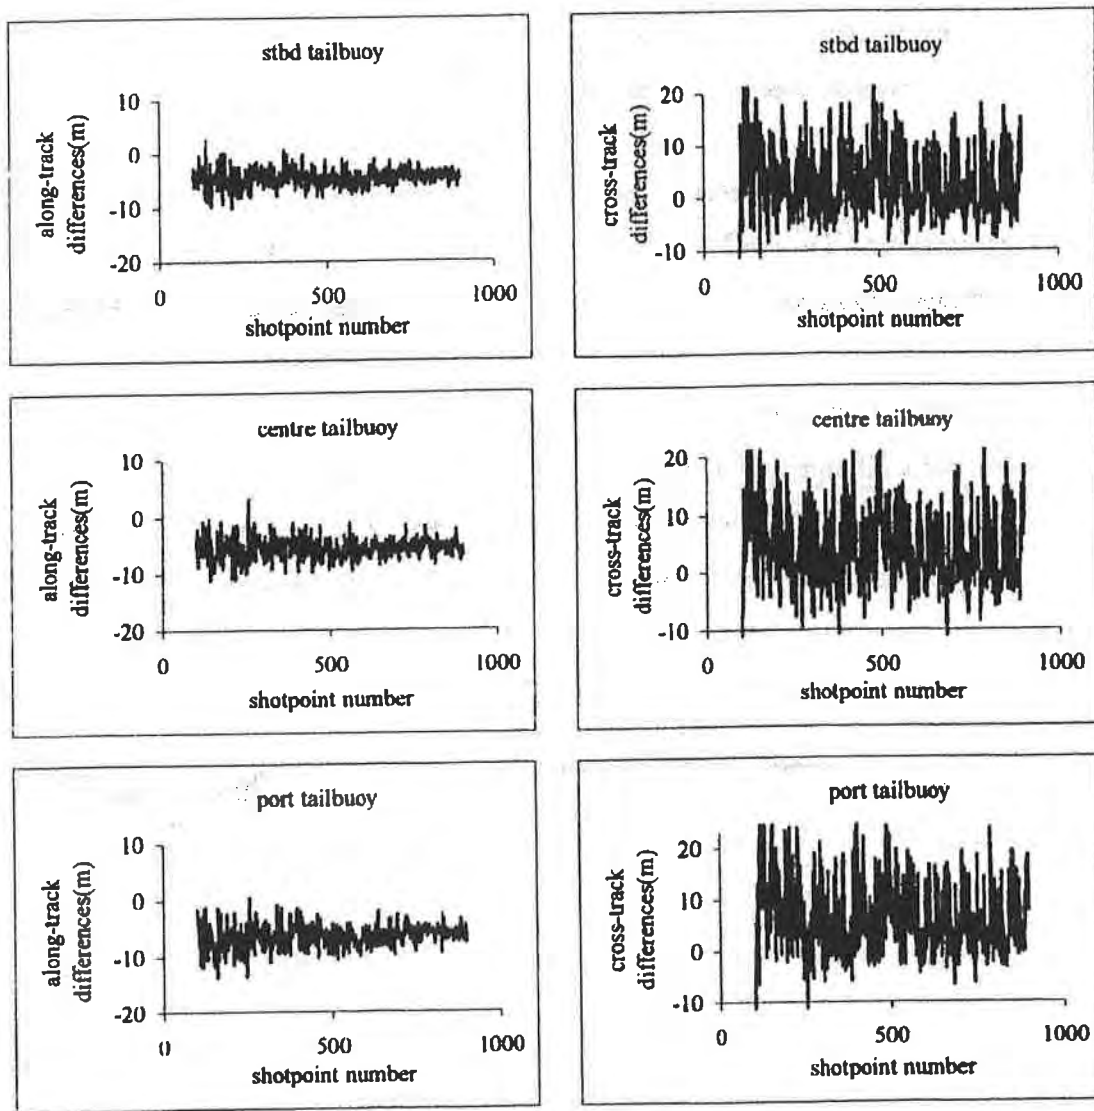 stbd tailbuoy
along-track
differences(m)
10
0
-10
-20
0
500
1000
shotpoint number
stbd tailbuoy
cross-track
differences(m)
20
10
0
-10
0
500
1000
shotpoint number
centre tailbuoy
along-track
differences(m)
10
0
-10
-20
0
500
1000
shotpoint number
centre tailbuoy
cross-track
differences(m)
20
10
0
-10
0
500
1000
shotpoint number
port tailbuoy
along-track
differences(m)
10
0
-10
-20
0
500
1000
shotpoint number
port tailbuoy
cross-track
differences(m)
20
10
0
-10
0
500
1000
shotpoint number